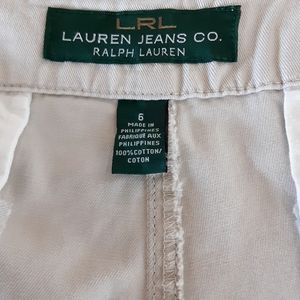 LRL
LAUREN JEANS CO.
RALPH LAUREN
6
MADE IN
PHILIPPINES
FABRIQUE AUX
PHILIPPINES
100% COTTON/
COTON